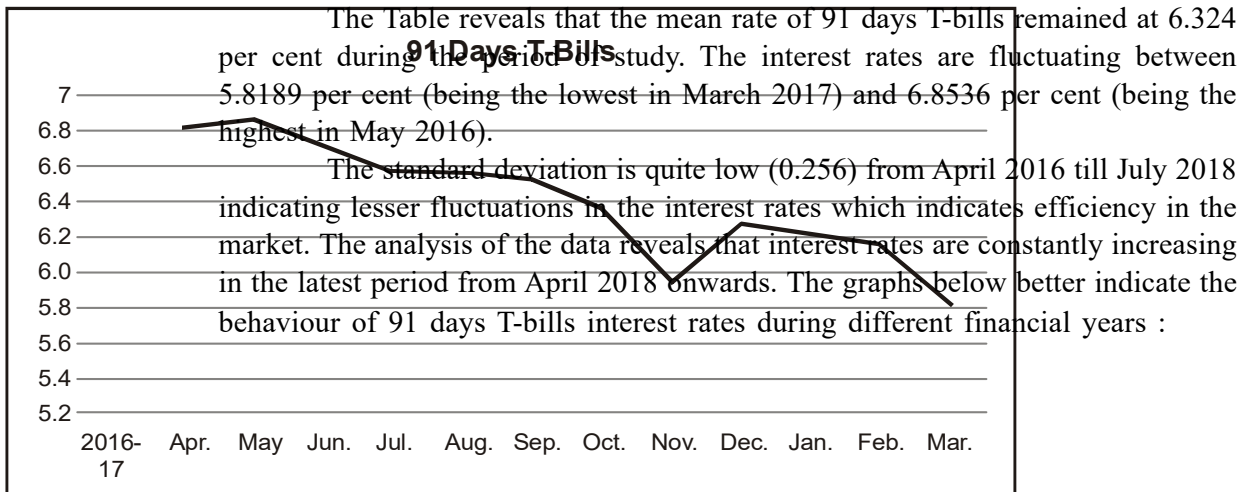 The Table reveals that the mean rate of 91 days T-bills remained at 6.324
per cent during the period of study. The interest rates are fluctuating between
5.8189 per cent (being the lowest in March 2017) and 6.8536 per cent (being the
highest in May 2016).
The standard deviation is quite low (0.256) from April 2016 till July 2018
indicating lesser fluctuations in the interest rates which indicates efficiency in the
market. The analysis of the data reveals that interest rates are constantly increasing
in the latest period from April 2018 onwards. The graphs below better indicate the
behaviour of 91 days T-bills interest rates during different financial years :
91 Days T-Bills
7
6.8
6.6
6.4
6.2
6.0
5.8
5.6
5.4
5.2
2016- Apr. May Jun. Jul. Aug. Sep. Oct. Nov. Dec. Jan. Feb. Mar.
17